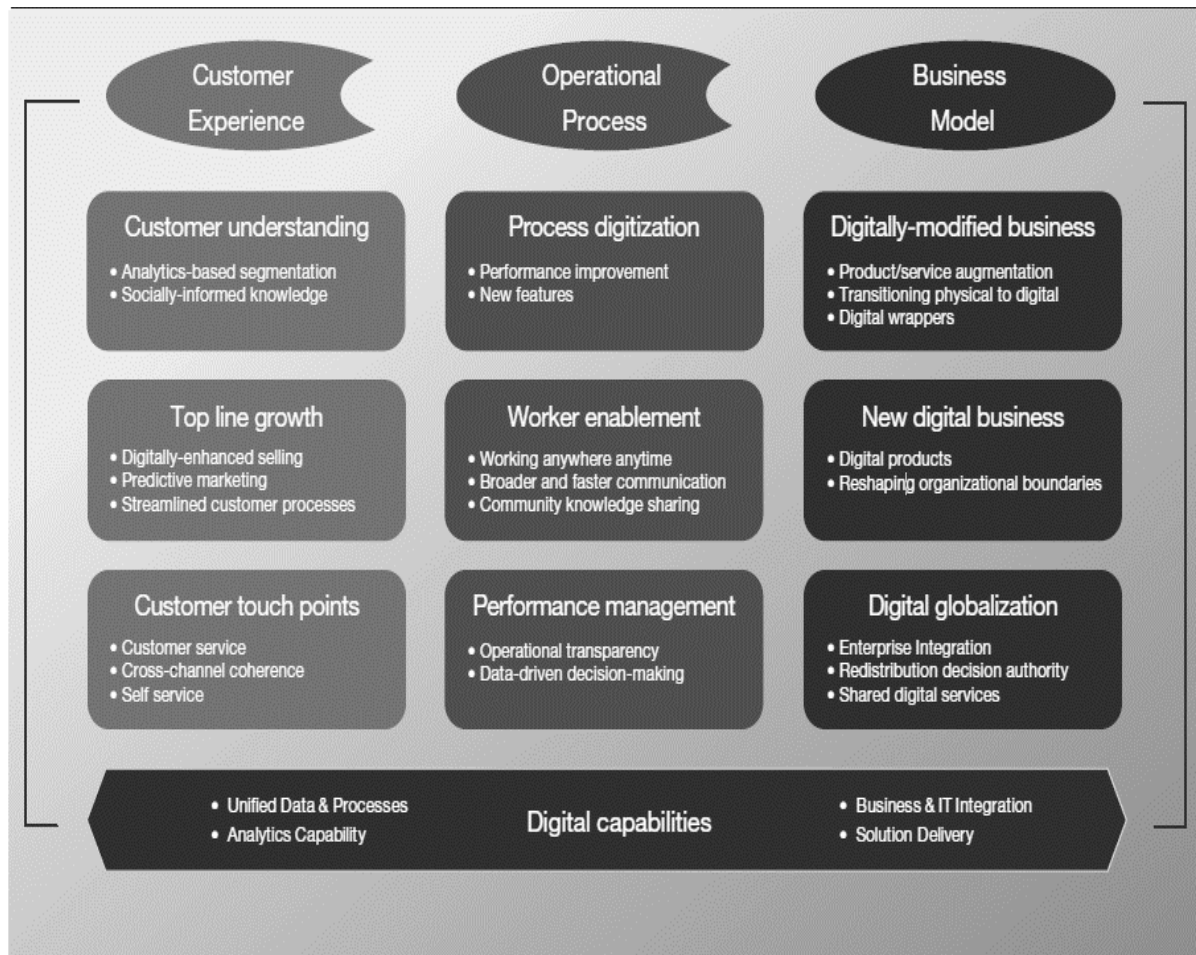 Customer
Experience
Operational
Process
Business
Model
Customer understanding
• Analytics-based segmentation
• Socially-informed knowledge
Process digitization
• Performance improvement
• New features
Digitally-modified business
• Product/service augmentation
• Transitioning physical to digital
• Digital wrappers
Top line growth
• Digitally-enhanced selling
• Predictive marketing
• Streamlined customer processes
Worker enablement
• Working anywhere anytime
• Broader and faster communication
• Community knowledge sharing
New digital business
• Digital products
• Reshaping organizational boundaries
Customer touch points
• Customer service
• Cross-channel coherence
• Self service
Performance management
• Operational transparency
• Data-driven decision-making
Digital globalization
• Enterprise Integration
• Redistribution decision authority
• Shared digital services
• Unified Data & Processes
• Analytics Capability
Digital capabilities
• Business & IT Integration
• Solution Delivery